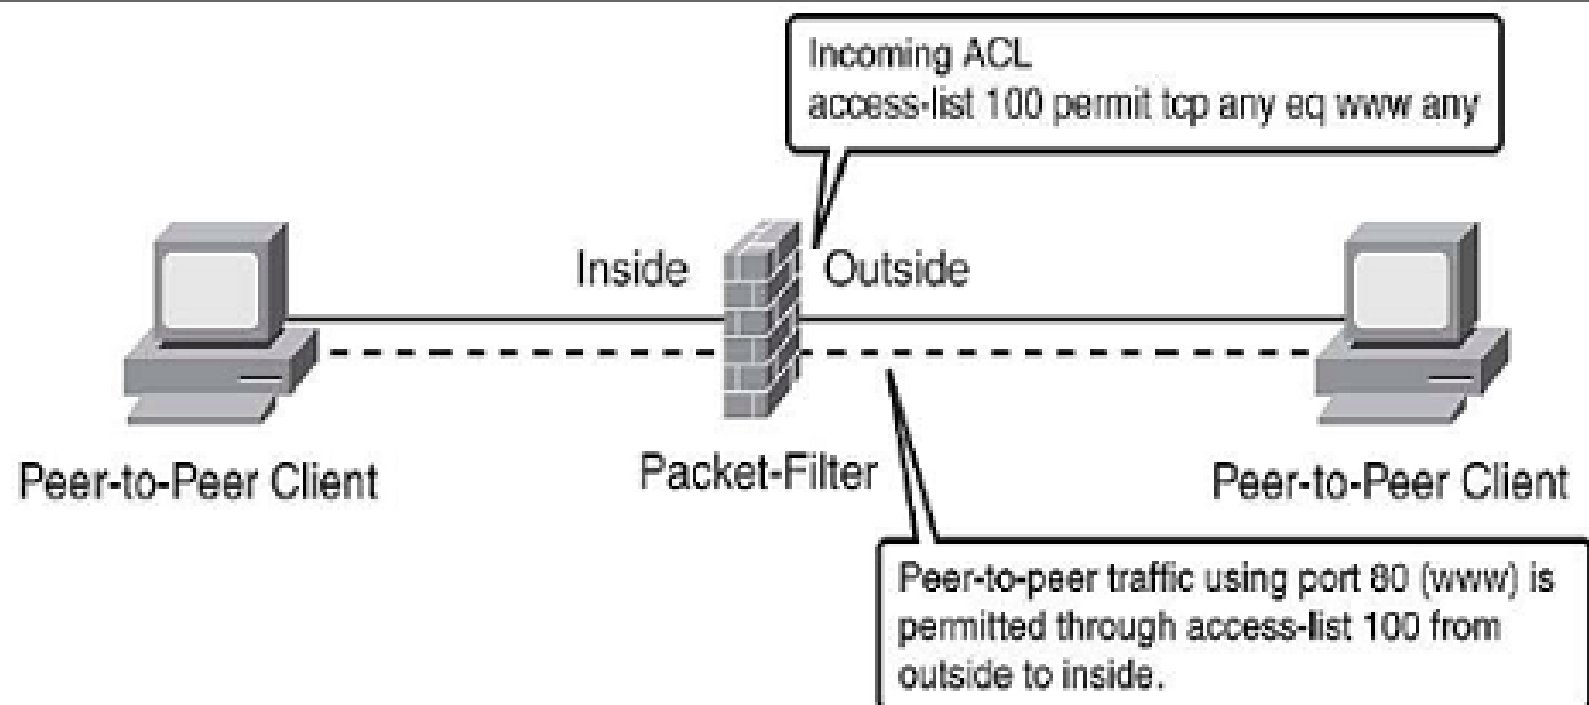 Incoming ACL
access-list 100 permit tcp any eq www any
Inside
Outside
Peer-to-Peer Client
Packet-Filter
Peer-to-Peer Client
Peer-to-peer traffic using port 80 (www) is
permitted through access-list 100 from
outside to inside.